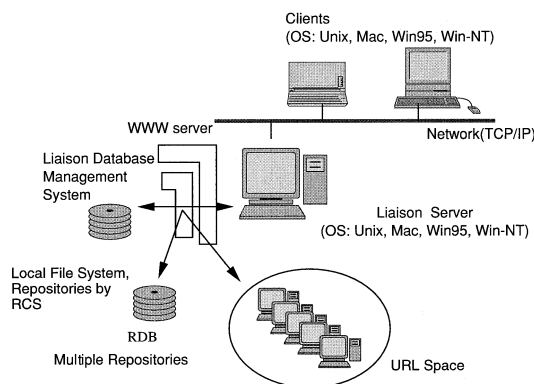 Clients
(OS: Unix, Mac, Win95, Win-NT)
WWW server
Network(TCP/IP)
Liaison Database
Management
System
Liaison Server
(OS: Unix, Mac, Win95, Win-NT)
Local File System,
Repositories by
RCS
RDB
Multiple Repositories
URL Space